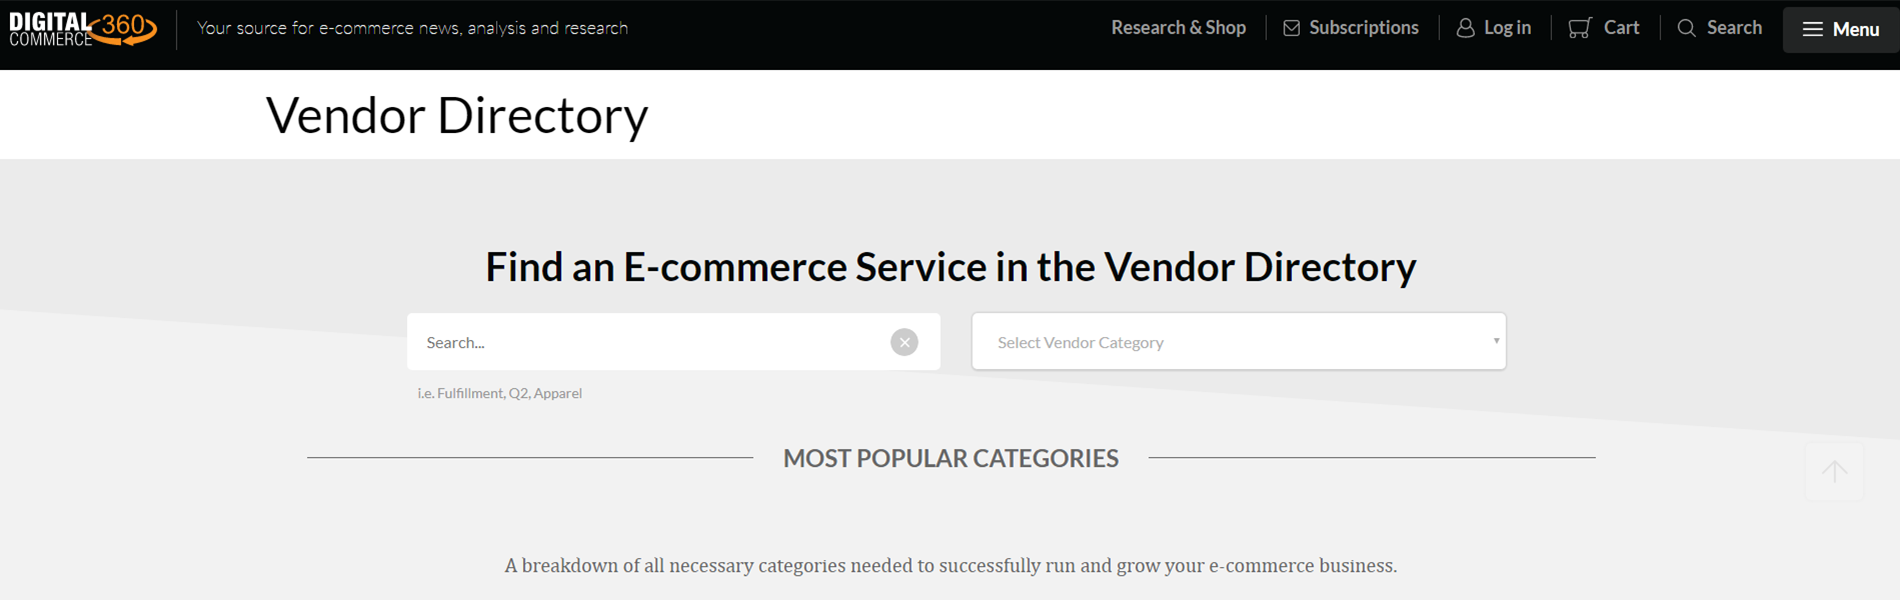 DIGITAL COMMERCE 360
Your source for e-commerce news, analysis and research
Research & Shop
Subscriptions
Log in
Cart
Search
Menu
Vendor Directory
Find an E-commerce Service in the Vendor Directory
Search...
Select Vendor Category
i.e. Fulfillment, Q2, Apparel
MOST POPULAR CATEGORIES
A breakdown of all necessary categories needed to successfully run and grow your e-commerce business.